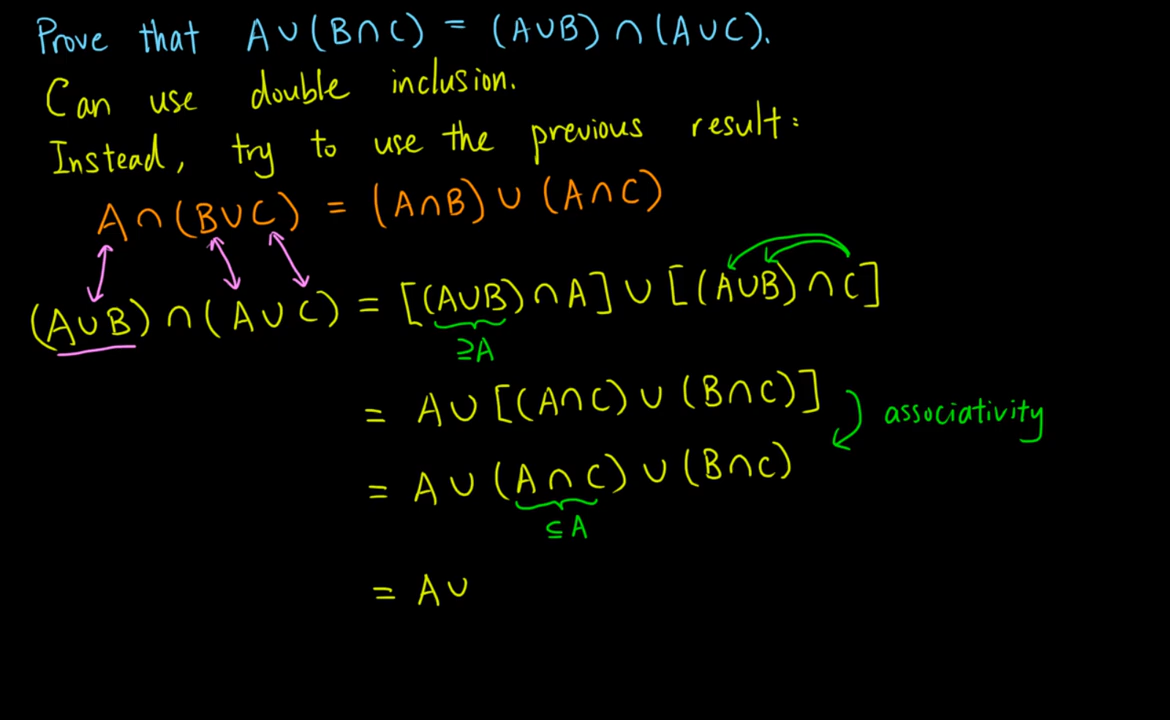 Prove that A∪(B∩C) = (A∪B)∩(A∪C).
Can use double inclusion.
Instead, try to use the previous result:
A∩(B∪C) = (A∩B)∪(A∩C)
(A∪B)∩(A∪C) = [(A∪B)∩A]∪[(A∪B)∩C]
⊇A
= A∪[(A∩C)∪(B∩C)]
associativity
= A∪(A∩C)∪(B∩C)
⊆A
= A∪